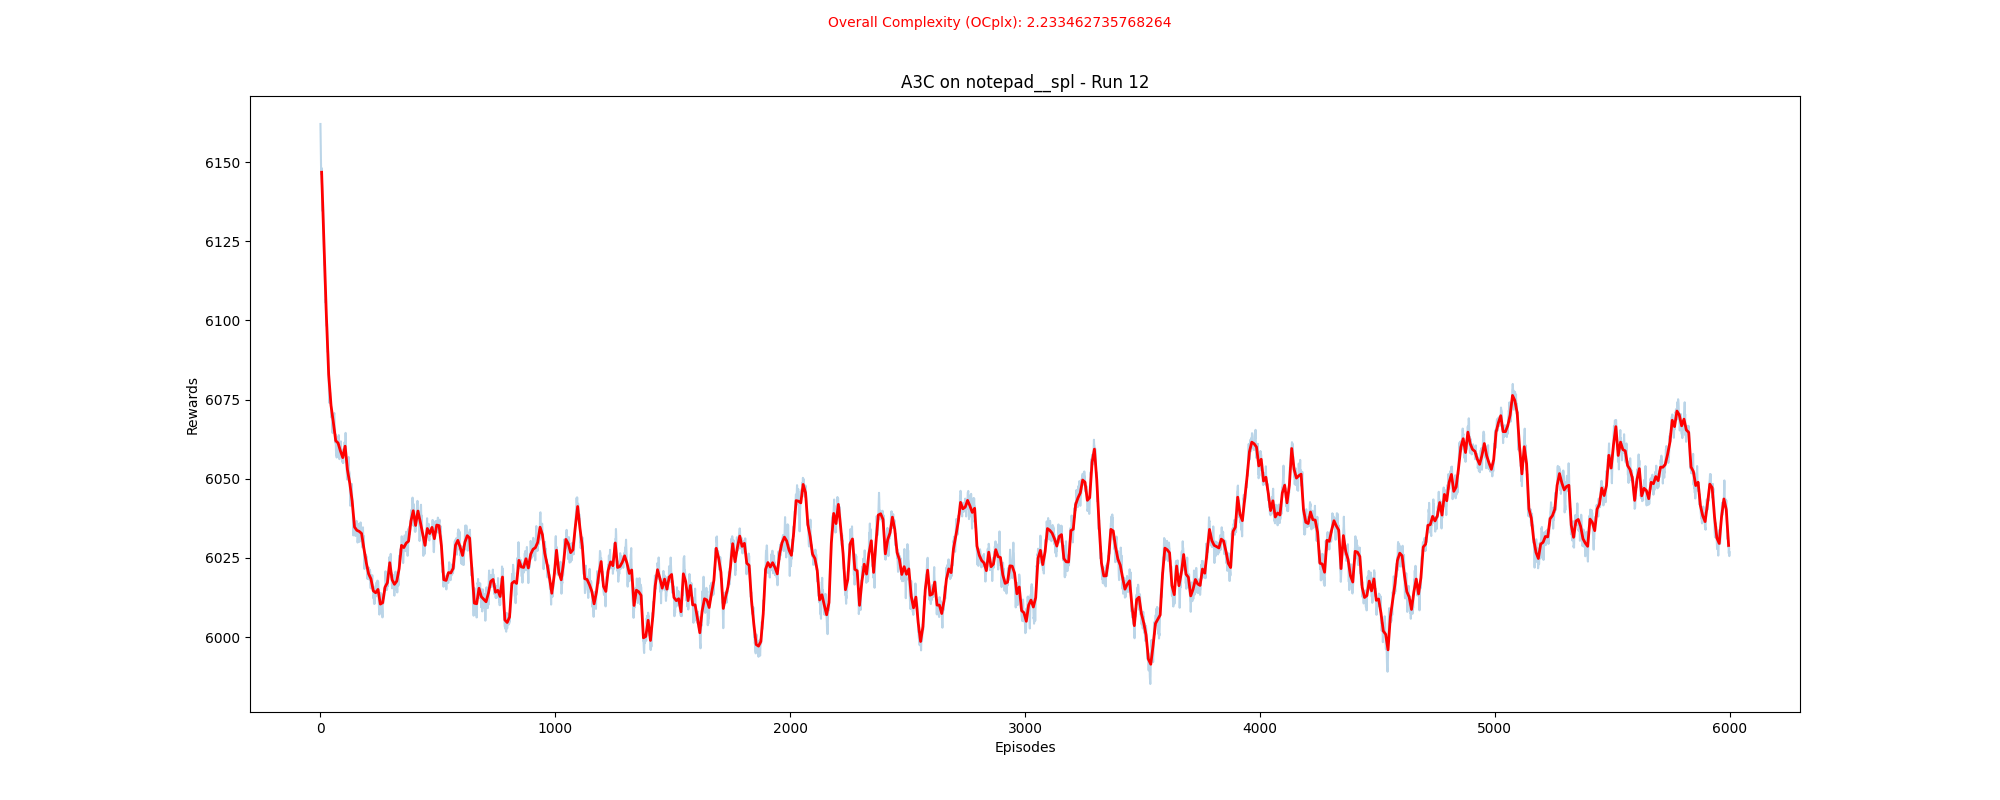 Overall Complexity (OCplx): 2.233462735768264
A3C on notepad__spl - Run 12
6150
6125
6100
6075
6050
6025
6000
Rewards
0 1000 2000 3000 4000 5000 6000
Episodes